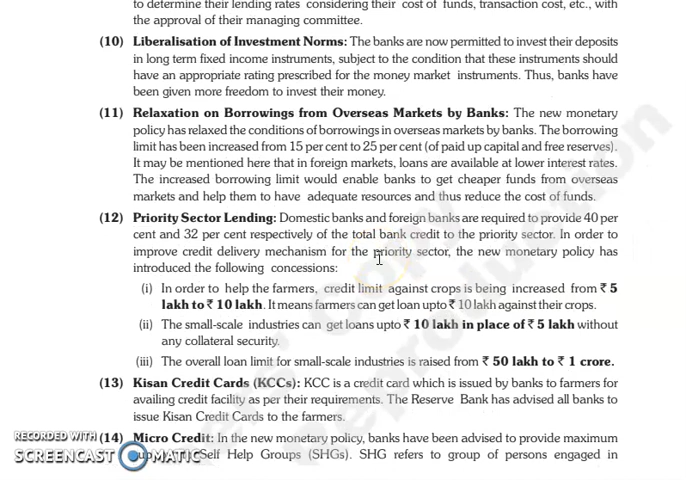 to determine their lending rates considering their cost of funds, transaction cost, etc., with
the approval of their managing committee.
(10) Liberalisation of Investment Norms: The banks are now permitted to invest their deposits
in long term fixed income instruments, subject to the condition that these instruments should
have an appropriate rating prescribed for the money market instruments. Thus, banks have
been given more freedom to invest their money.
(11) Relaxation on Borrowings from Overseas Markets by Banks: The new monetary
policy has relaxed the conditions of borrowings in overseas markets by banks. The borrowing
limit has been increased from 15 per cent to 25 per cent (of paid up capital and free reserves).
It may be mentioned here that in foreign markets, loans are available at lower interest rates.
The increased borrowing limit would enable banks to get cheaper funds from overseas
markets and help them to have adequate resources and thus reduce the cost of funds.
(12) Priority Sector Lending: Domestic banks and foreign banks are required to provide 40 per
cent and 32 per cent respectively of the total bank credit to the priority sector. In order to
improve credit delivery mechanism for the priority sector, the new monetary policy has
introduced the following concessions:
(i) In order to help the farmers, credit limit against crops is being increased from ₹ 5
lakh to ₹ 10 lakh. It means farmers can get loan upto ₹ 10 lakh against their crops.
(ii) The small-scale industries can get loans upto ₹ 10 lakh in place of ₹ 5 lakh without
any collateral security.
(iii) The overall loan limit for small-scale industries is raised from ₹ 50 lakh to ₹ 1 crore.
(13) Kisan Credit Cards (KCCs): KCC is a credit card which is issued by banks to farmers for
availing credit facility as per their requirements. The Reserve Bank has advised all banks to
issue Kisan Credit Cards to the farmers.
(14) Micro Credit: In the new monetary policy, banks have been advised to provide maximum
Self Help Groups (SHGs). SHG refers to group of persons engaged in
RECORDED WITH
SCREENCAST MATIC